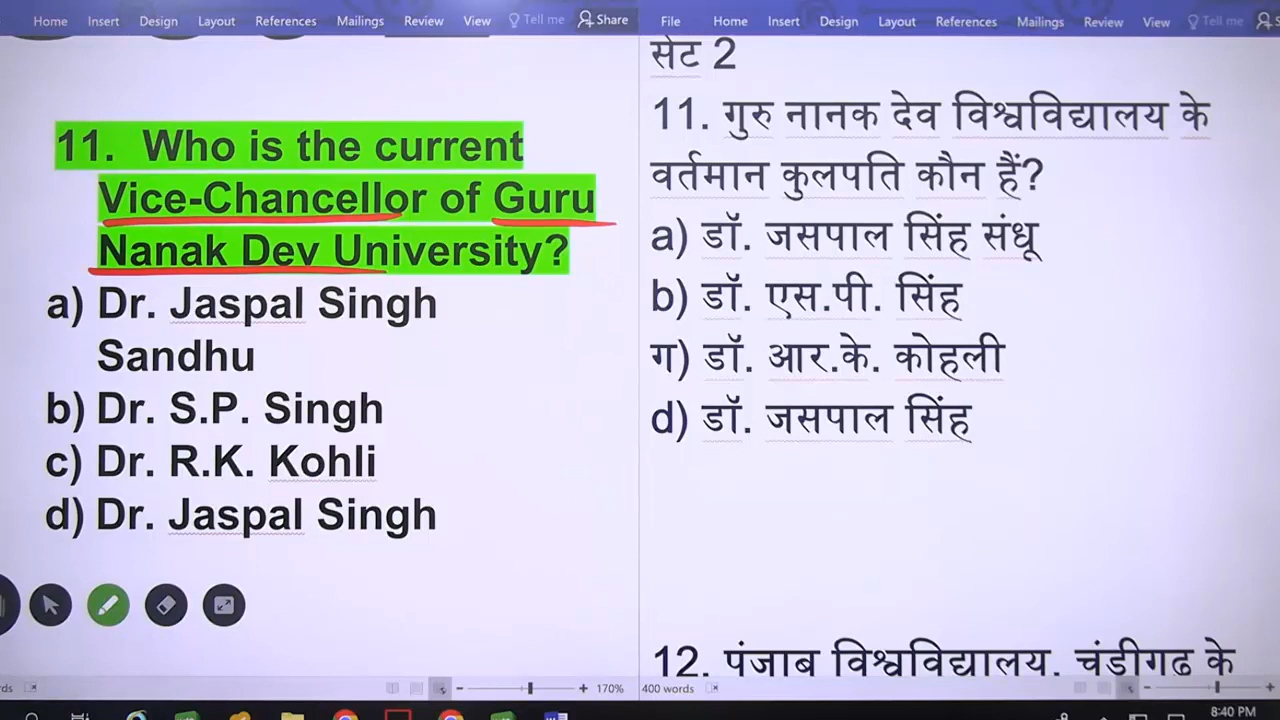 Home Insert Design Layout References Mailings Review View Tell me Share
File Home Insert Design Layout References Mailings Review View Tell me
11. Who is the current
Vice-Chancellor of Guru
Nanak Dev University?
a) Dr. Jaspal Singh
Sandhu
b) Dr. S.P. Singh
c) Dr. R.K. Kohli
d) Dr. Jaspal Singh
सेट 2
11. गुरु नानक देव विश्वविद्यालय के
वर्तमान कुलपति कौन हैं?
a) डॉ. जसपाल सिंह संधू
b) डॉ. एस.पी. सिंह
ग) डॉ. आर.के. कोहली
d) डॉ. जसपाल सिंह
12. पंजाब विश्वविद्यालय, चंडीगढ़ के
170%
400 words
8:40 PM